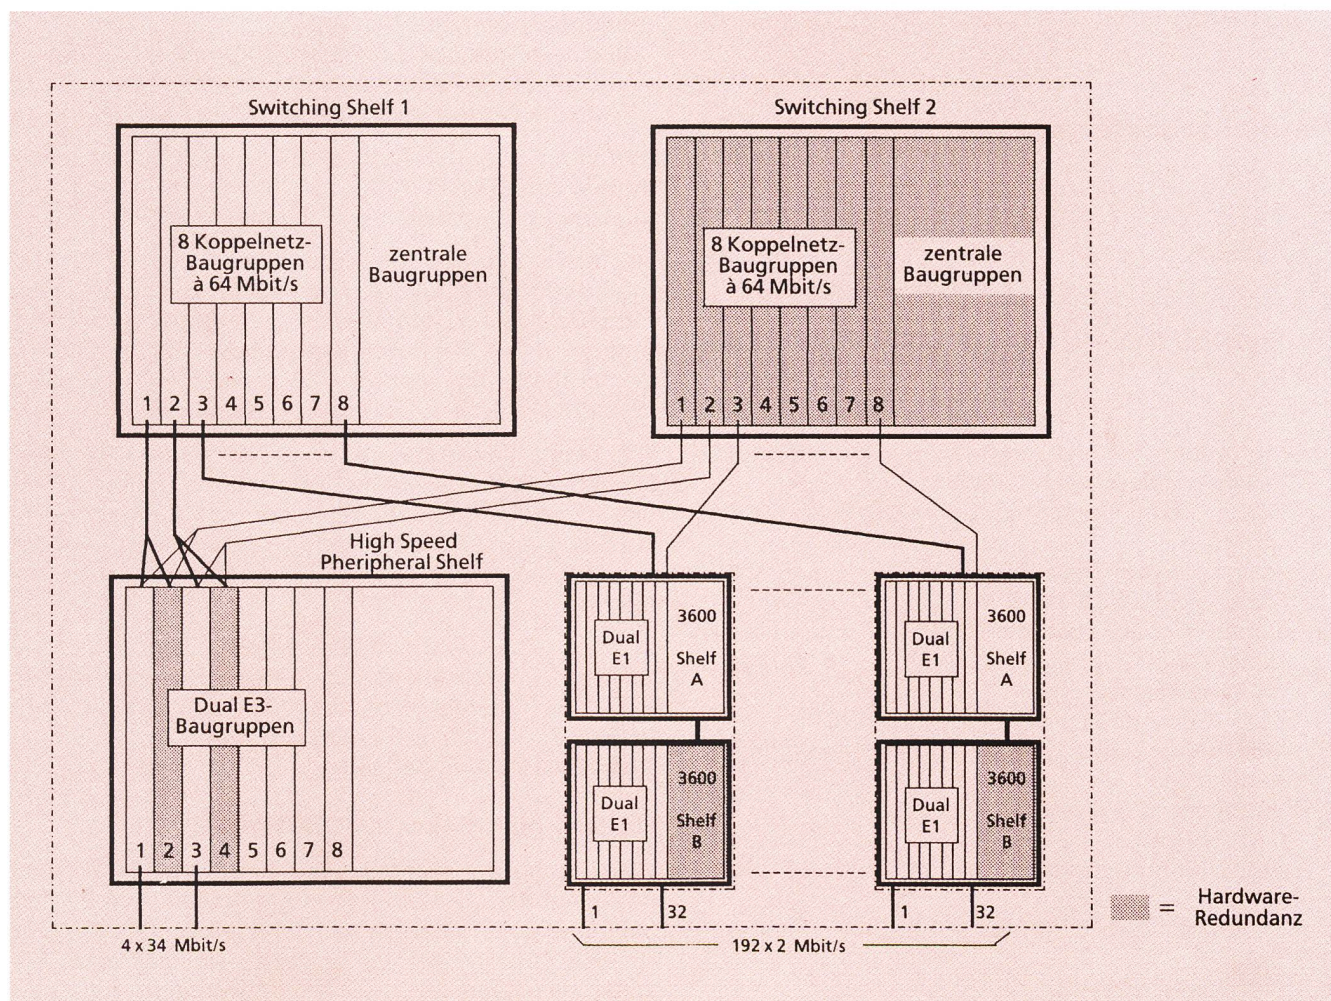 Switching Shelf 1
Switching Shelf 2
8 Koppelnetz-
Baugruppen
à 64 Mbit/s
zentrale
Baugruppen
8 Koppelnetz-
Baugruppen
à 64 Mbit/s
zentrale
Baugruppen
1 2 3 4 5 6 7 8
1 2 3 4 5 6 7 8
High Speed
Pheripheral Shelf
Dual E3-
Baugruppen
1 2 3 4 5 6 7 8
4 x 34 Mbit/s
Dual
E1
3600
Shelf
A
Dual
E1
3600
Shelf
A
Dual
E1
3600
Shelf
B
Dual
E1
3600
Shelf
B
1 32
1 32
192 x 2 Mbit/s
= Hardware-
Redundanz